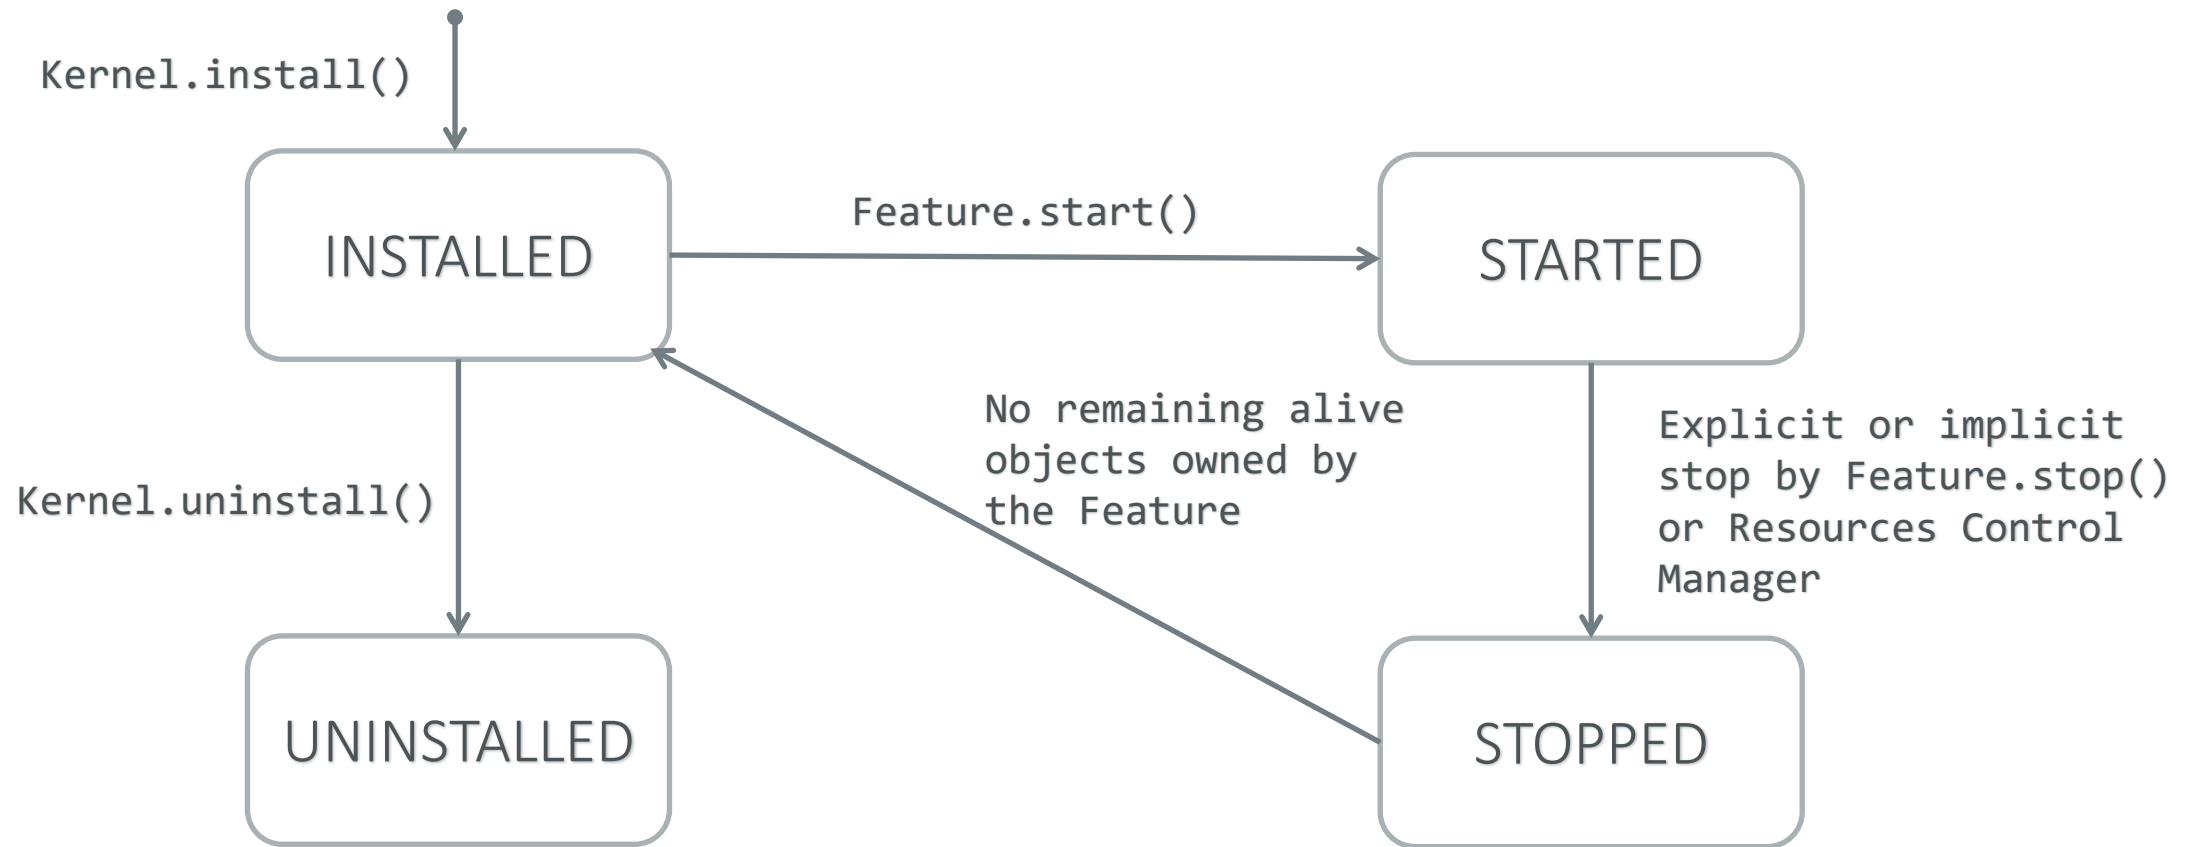 Kernel.install()
INSTALLED
Feature.start()
STARTED
No remaining alive
objects owned by
the Feature
Explicit or implicit
stop by Feature.stop()
or Resources Control
Manager
Kernel.uninstall()
UNINSTALLED
STOPPED